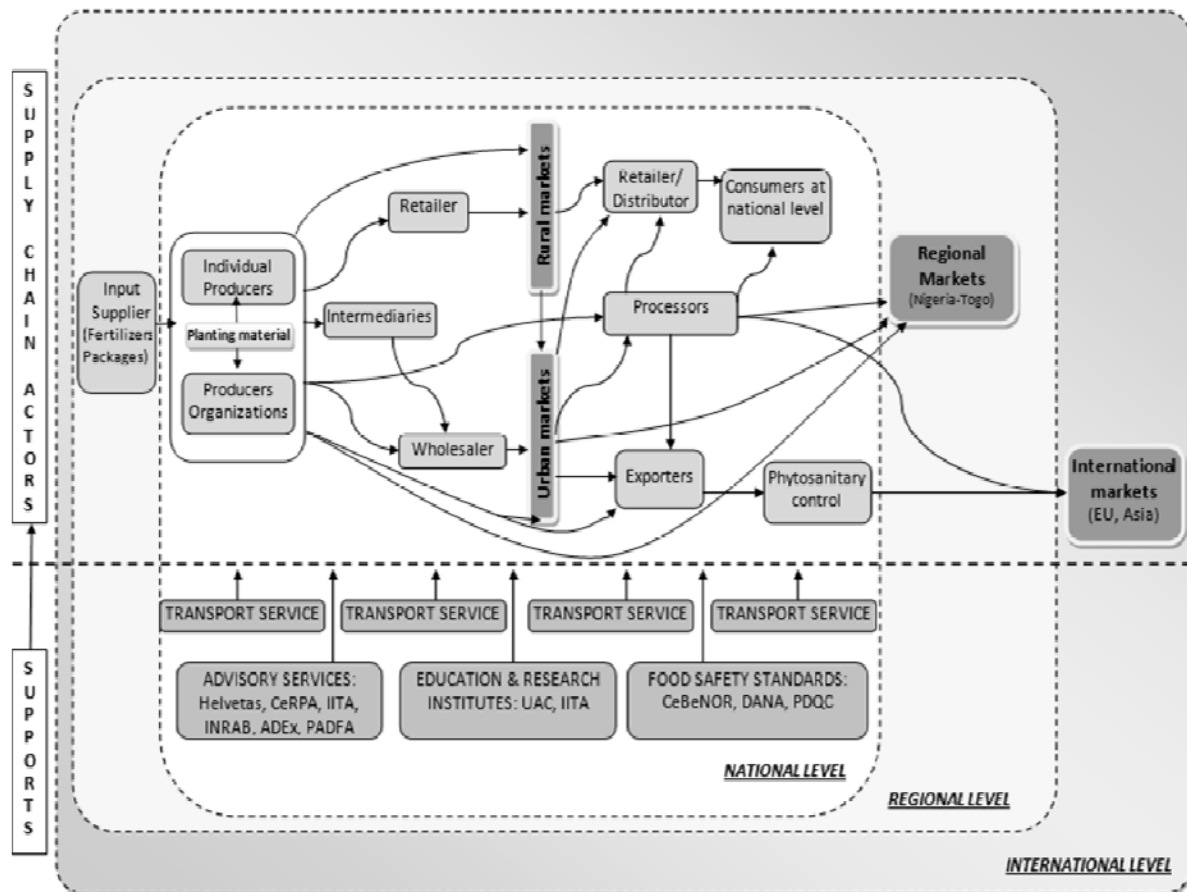 SUPPLY CHAIN ACTORS
SUPPORTS
Input
Supplier
(Fertilizers
Packages)
Individual
Producers
Planting material
Producers
Organizations
Retailer
Intermediaries
Wholesaler
Rural markets
Urban markets
Retailer/
Distributor
Consumers at
national level
Processors
Exporters
Phytosanitary
control
Regional
Markets
(Nigeria-Togo)
International
markets
(EU, Asia)
TRANSPORT SERVICE
TRANSPORT SERVICE
TRANSPORT SERVICE
TRANSPORT SERVICE
ADVISORY SERVICES:
Helvetas, CeRPA, IITA,
INRAB, ADEx, PADFA
EDUCATION & RESEARCH
INSTITUTES: UAC, IITA
FOOD SAFETY STANDARDS:
CeBeNOR, DANA, PDQC
NATIONAL LEVEL
REGIONAL LEVEL
INTERNATIONAL LEVEL